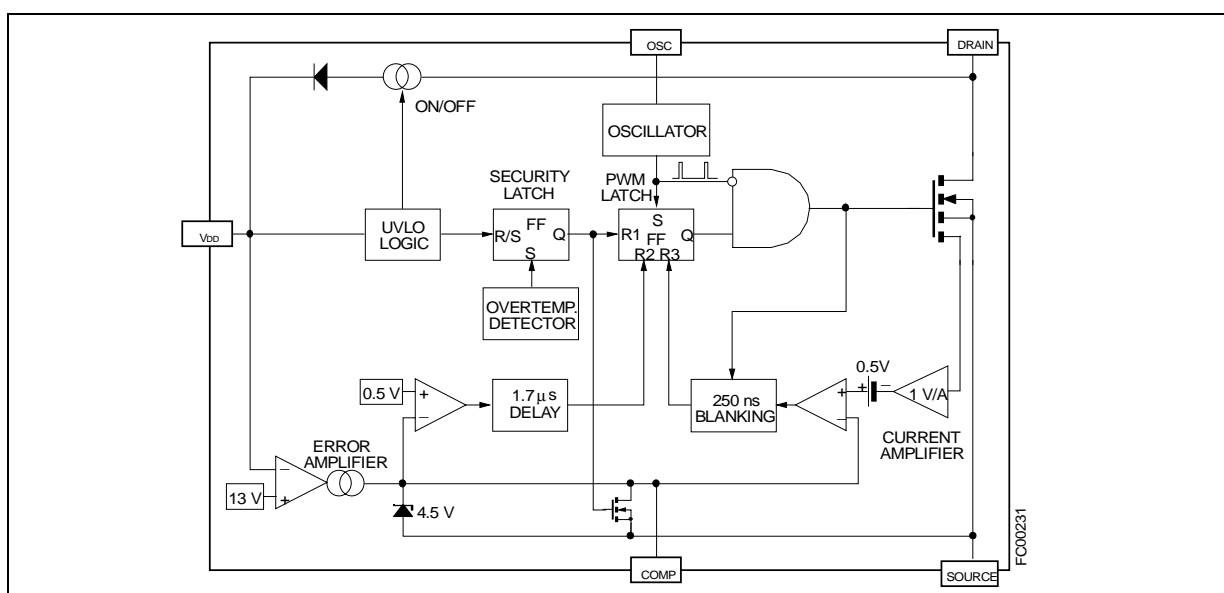 OSC
DRAIN
ON/OFF
OSCILLATOR
SECURITY
LATCH
PWM
LATCH
VDD
UVLO
LOGIC
R/S
FF
S
Q
R1
S
FF
R2 R3
Q
OVERTEMP.
DETECTOR
0.5 V
+
−
1.7 μs
DELAY
250 ns
BLANKING
+
−
0.5V
+
−
1 V/A
CURRENT
AMPLIFIER
ERROR
AMPLIFIER
−
+
13 V
4.5 V
COMP
SOURCE
FC00231